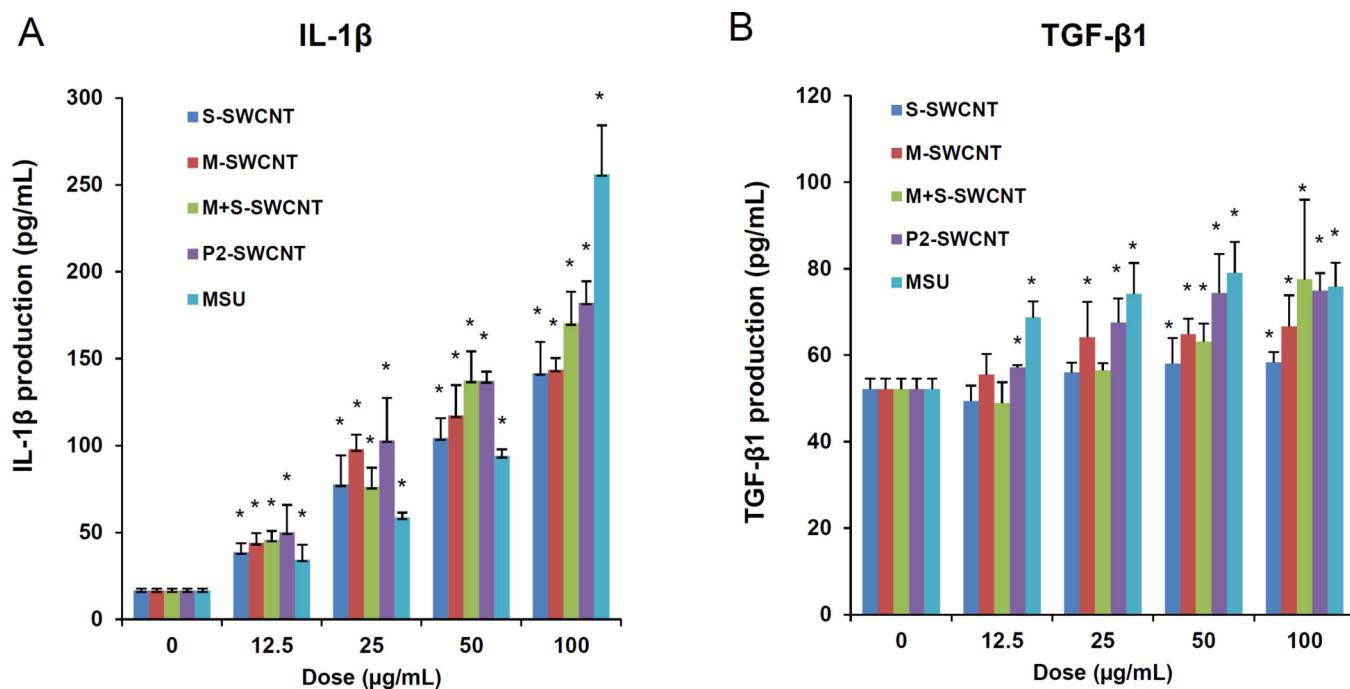 A
IL-1β
IL-1β production (pg/mL)
300
250
200
150
100
50
0
S-SWCNT
M-SWCNT
M+S-SWCNT
P2-SWCNT
MSU
* * * * *
* * * * *
* * * * *
* * * * *
0 12.5 25 50 100
Dose (µg/mL)
B
TGF-β1
TGF-β1 production (pg/mL)
120
100
80
60
40
20
0
S-SWCNT
M-SWCNT
M+S-SWCNT
P2-SWCNT
MSU
* *
* * *
* * * * *
* * * * *
0 12.5 25 50 100
Dose (µg/mL)